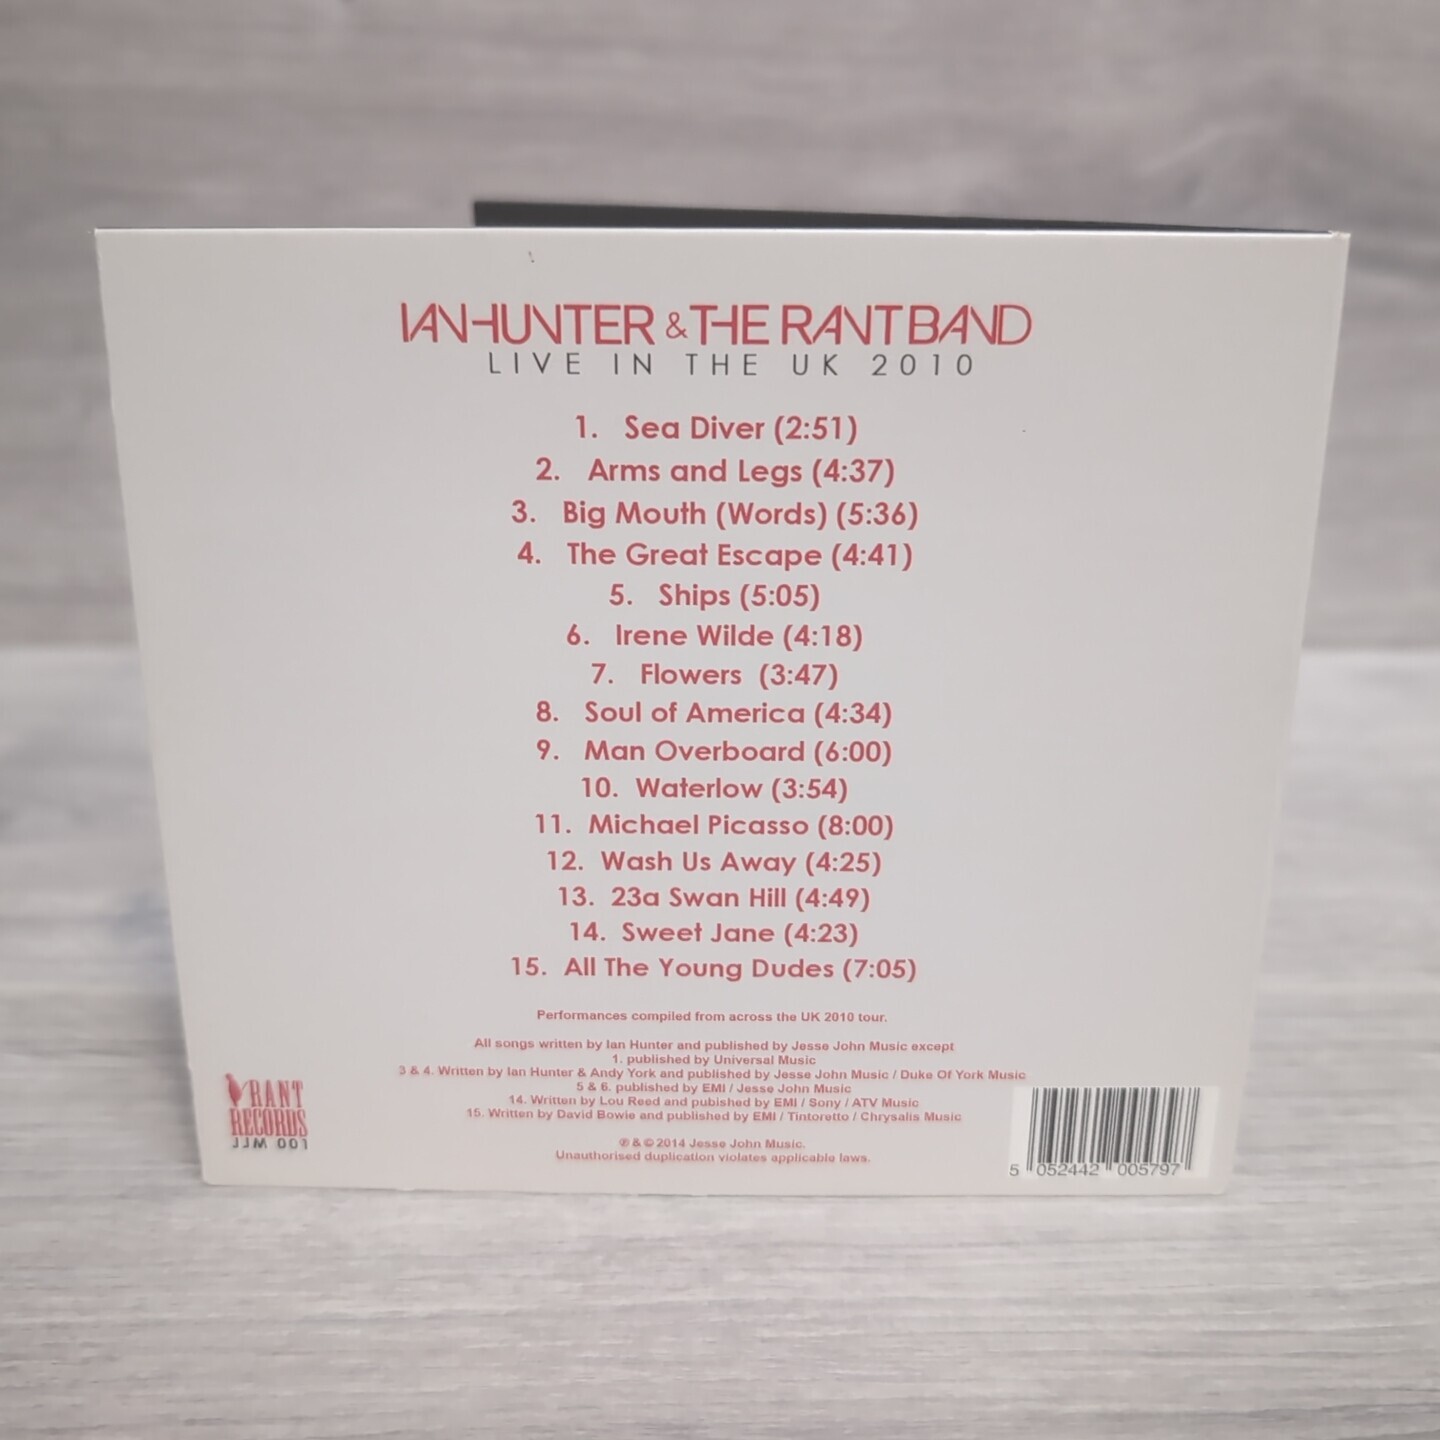 IAN HUNTER & THE RANT BAND
LIVE IN THE UK 2010
1. Sea Diver (2:51)
2. Arms and Legs (4:37)
3. Big Mouth (Words) (5:36)
4. The Great Escape (4:41)
5. Ships (5:05)
6. Irene Wilde (4:18)
7. Flowers (3:47)
8. Soul of America (4:34)
9. Man Overboard (6:00)
10. Waterlow (3:54)
11. Michael Picasso (8:00)
12. Wash Us Away (4:25)
13. 23a Swan Hill (4:49)
14. Sweet Jane (4:23)
15. All The Young Dudes (7:05)
Performances compiled from across the UK 2010 tour.
All songs written by Ian Hunter and published by Jesse John Music except
1. published by Universal Music
3 & 4. Written by Ian Hunter & Andy York and published by Jesse John Music / Duke Of York Music
5 & 6. published by EMI / Jesse John Music
14. Written by Lou Reed and pubished by EMI / Sony / ATV Music
15. Written by David Bowie and published by EMI / Tintoretto / Chrysalis Music
℗ & © 2014 Jesse John Music.
Unauthorised duplication violates applicable laws.
RANT
RECORDS
JJM 001
5 052442 005797